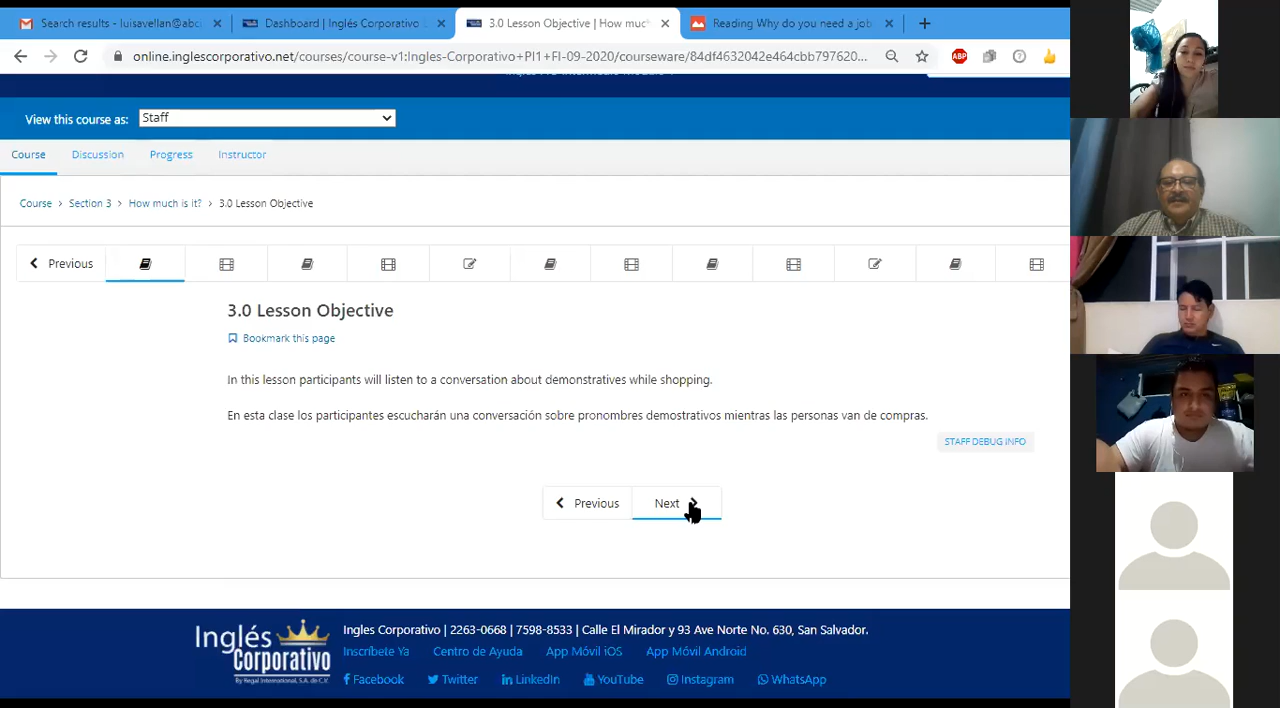 Search results - luisavellan@abc
Dashboard | Inglés Corporativo
3.0 Lesson Objective | How much
Reading Why do you need a job
online.inglescorporativo.net/courses/course-v1:Ingles-Corporativo+PI1+FI-09-2020/courseware/84df4632042e464cbb797620...
View this course as: Staff
Course Discussion Progress Instructor
Course > Section 3 > How much is it? > 3.0 Lesson Objective
Previous
3.0 Lesson Objective
Bookmark this page
In this lesson participants will listen to a conversation about demonstratives while shopping.
En esta clase los participantes escucharán una conversación sobre pronombres demostrativos mientras las personas van de compras.
STAFF DEBUG INFO
Previous Next
Inglés Corporativo
By Regal International, S.A. de C.V.
Ingles Corporativo | 2263-0668 | 7598-8533 | Calle El Mirador y 93 Ave Norte No. 630, San Salvador.
Inscríbete Ya Centro de Ayuda App Móvil iOS App Móvil Android
Facebook Twitter LinkedIn YouTube Instagram WhatsApp